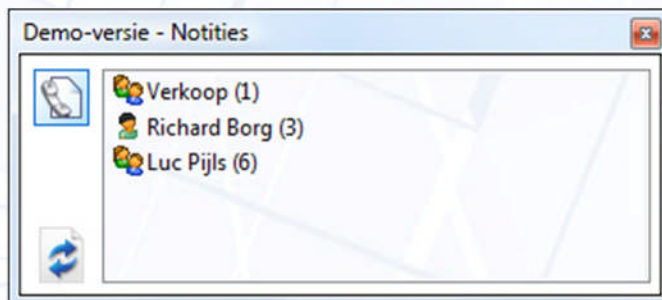 Demo-versie - Notities
Verkoop (1)
Richard Borg (3)
Luc Pijls (6)